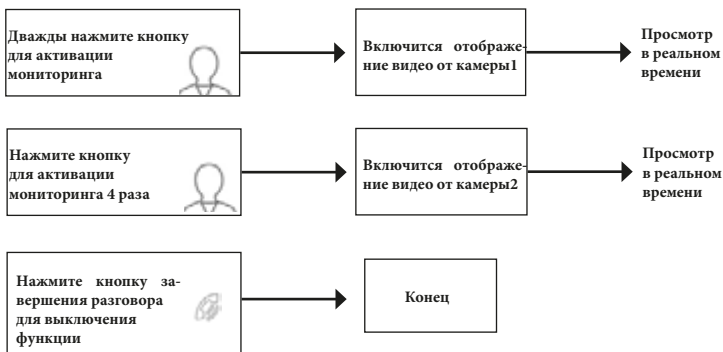 Дважды нажмите кнопку
для активации
мониторинга
Включится отображе-
ние видео от камеры1
Просмотр
в реальном
времени
Нажмите кнопку
для активации
мониторинга 4 раза
Включится отображе-
ние видео от камеры2
Просмотр
в реальном
времени
Нажмите кнопку за-
вершения разговора
для выключения
функции
Конец